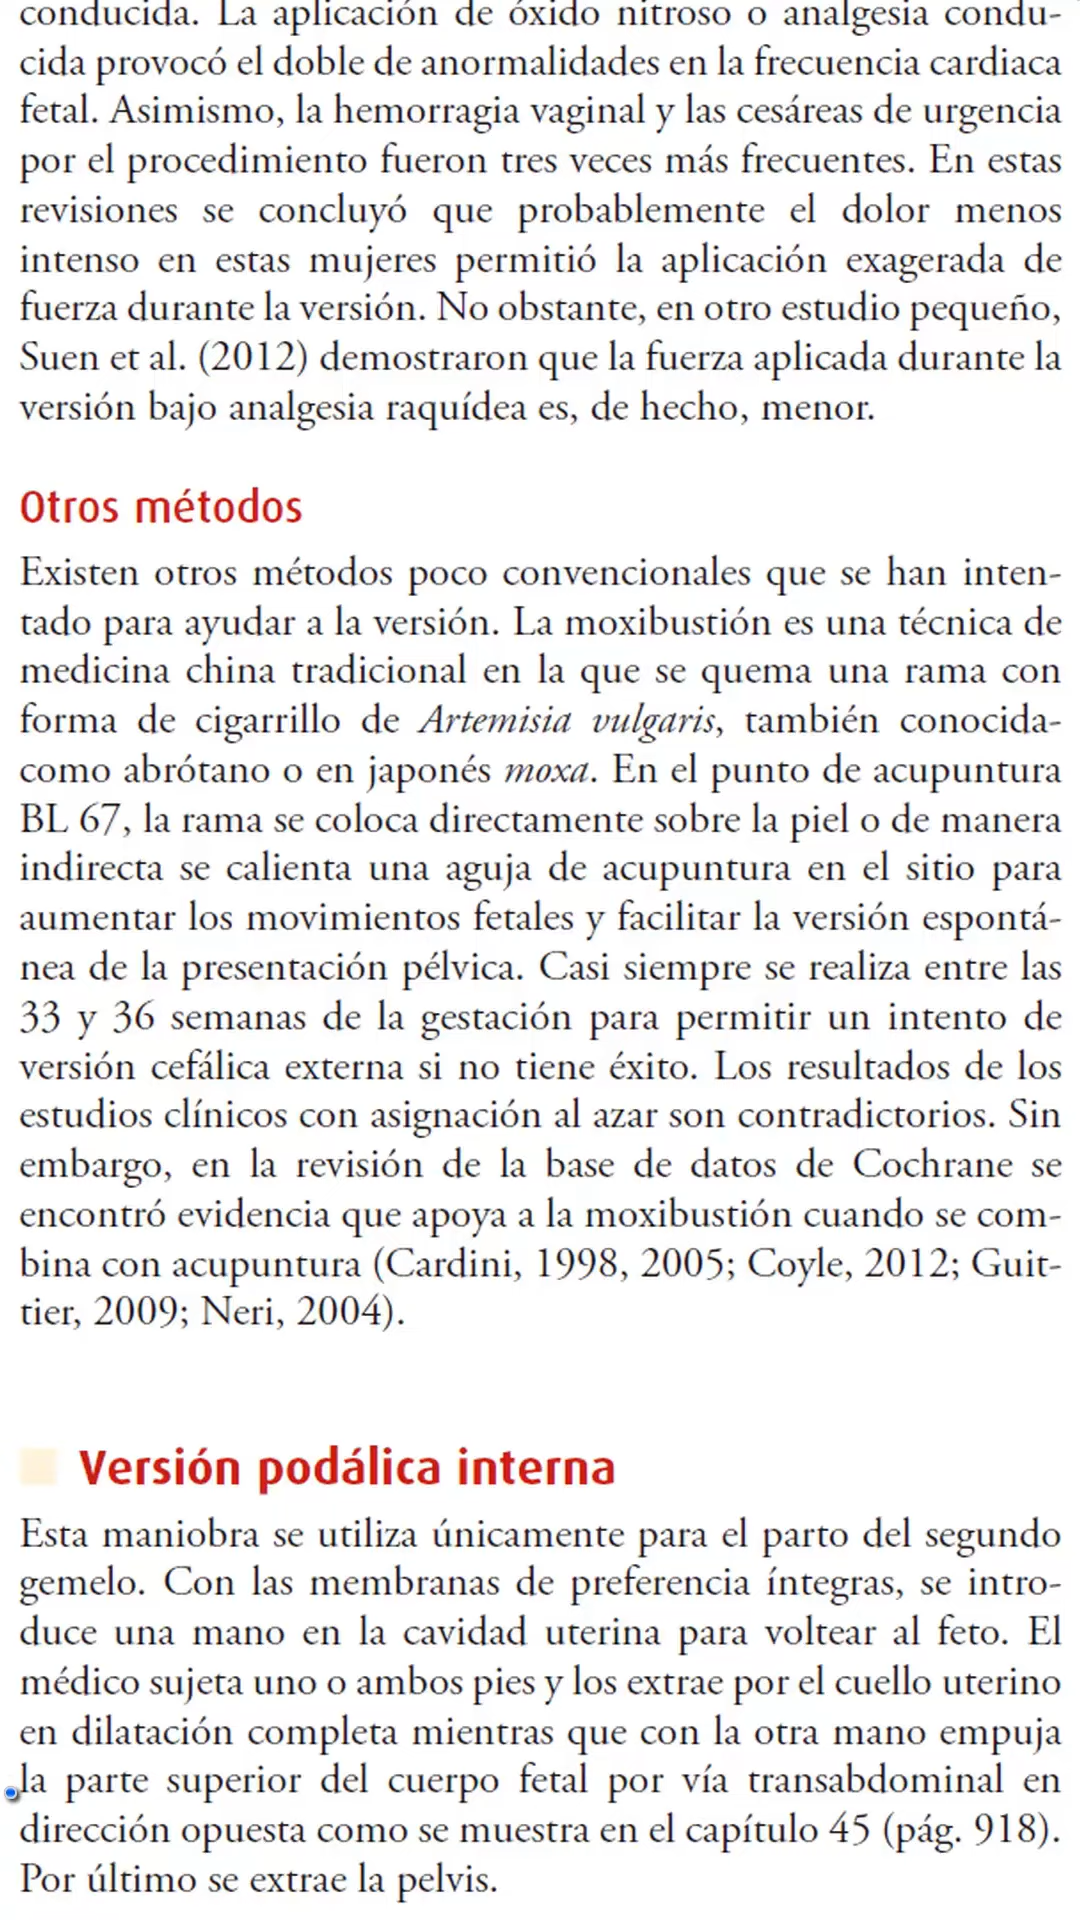 conducida. La aplicación de óxido nitroso o analgesia condu-
cida provocó el doble de anormalidades en la frecuencia cardiaca
fetal. Asimismo, la hemorragia vaginal y las cesáreas de urgencia
por el procedimiento fueron tres veces más frecuentes. En estas
revisiones se concluyó que probablemente el dolor menos
intenso en estas mujeres permitió la aplicación exagerada de
fuerza durante la versión. No obstante, en otro estudio pequeño,
Suen et al. (2012) demostraron que la fuerza aplicada durante la
versión bajo analgesia raquídea es, de hecho, menor.
Otros métodos
Existen otros métodos poco convencionales que se han inten-
tado para ayudar a la versión. La moxibustión es una técnica de
medicina china tradicional en la que se quema una rama con
forma de cigarrillo de Artemisia vulgaris, también conocida-
como abrótano o en japonés moxa. En el punto de acupuntura
BL 67, la rama se coloca directamente sobre la piel o de manera
indirecta se calienta una aguja de acupuntura en el sitio para
aumentar los movimientos fetales y facilitar la versión espontá-
nea de la presentación pélvica. Casi siempre se realiza entre las
33 y 36 semanas de la gestación para permitir un intento de
versión cefálica externa si no tiene éxito. Los resultados de los
estudios clínicos con asignación al azar son contradictorios. Sin
embargo, en la revisión de la base de datos de Cochrane se
encontró evidencia que apoya a la moxibustión cuando se com-
bina con acupuntura (Cardini, 1998, 2005; Coyle, 2012; Guit-
tier, 2009; Neri, 2004).
Versión podálica interna
Esta maniobra se utiliza únicamente para el parto del segundo
gemelo. Con las membranas de preferencia íntegras, se intro-
duce una mano en la cavidad uterina para voltear al feto. El
médico sujeta uno o ambos pies y los extrae por el cuello uterino
en dilatación completa mientras que con la otra mano empuja
la parte superior del cuerpo fetal por vía transabdominal en
dirección opuesta como se muestra en el capítulo 45 (pág. 918).
Por último se extrae la pelvis.